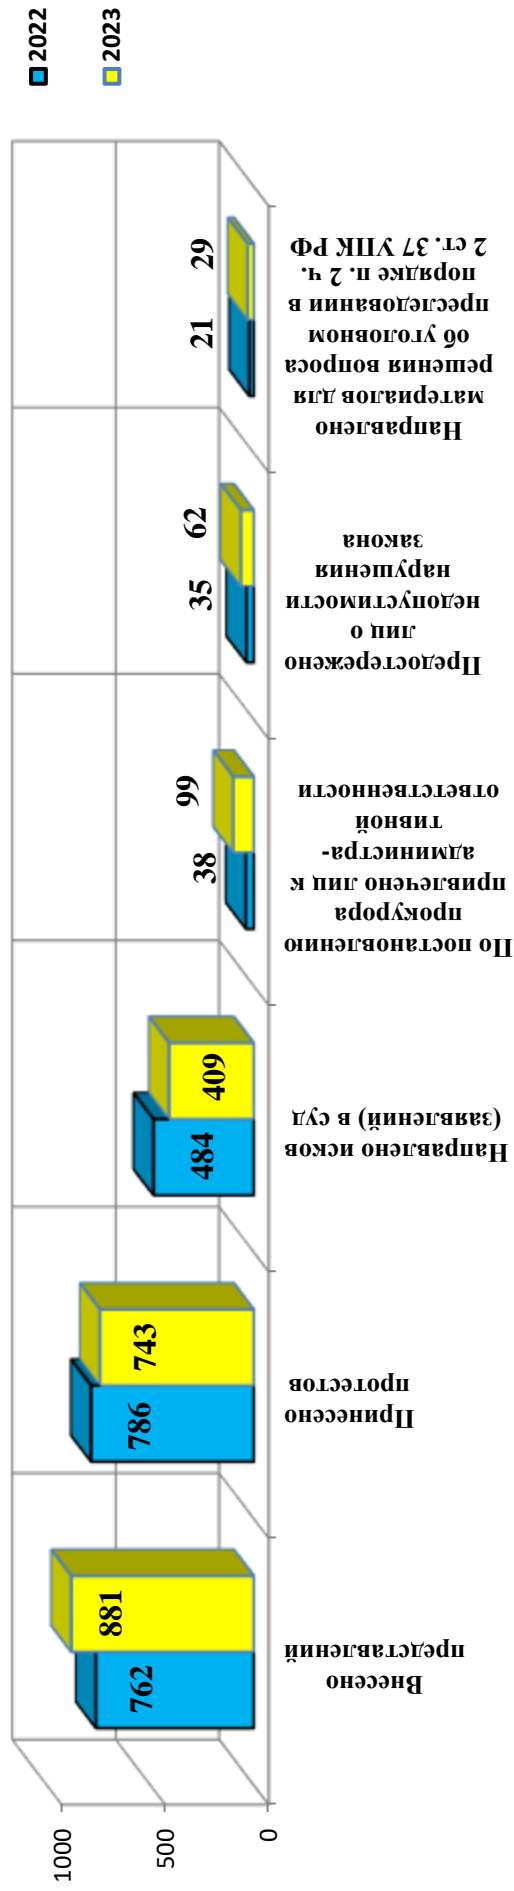 2022
2023
1000
500
0
762
881
786
743
484
409
38
99
35
62
21
29
Внесено
представлений
Принесено
протестов
Направлено исков
(заявлений) в суд
По постановлению
прокурора
привлечено лиц к
администра-
тивной
ответственности
Предостережено
лиц о
недопустимости
нарушения
закона
Направлено
материалов для
решения вопроса
об уголовном
преследовании в
порядке п. 2 ч.
2 ст. 37 УПК РФ